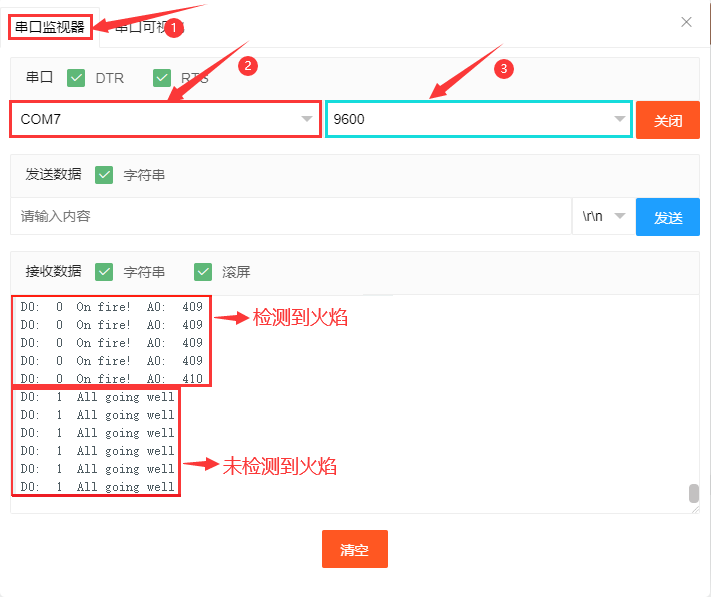 串口监视器 串口可视
1
2
3
串口 DTR RTS
COM7 9600 关闭
发送数据 字符串
请输入内容 \r\n 发送
接收数据 字符串 滚屏
D0: 0 On fire! A0: 409
D0: 0 On fire! A0: 409
D0: 0 On fire! A0: 409
D0: 0 On fire! A0: 409
D0: 0 On fire! A0: 410
检测到火焰
D0: 1 All going well
D0: 1 All going well
D0: 1 All going well
D0: 1 All going well
D0: 1 All going well
D0: 1 All going well
未检测到火焰
清空